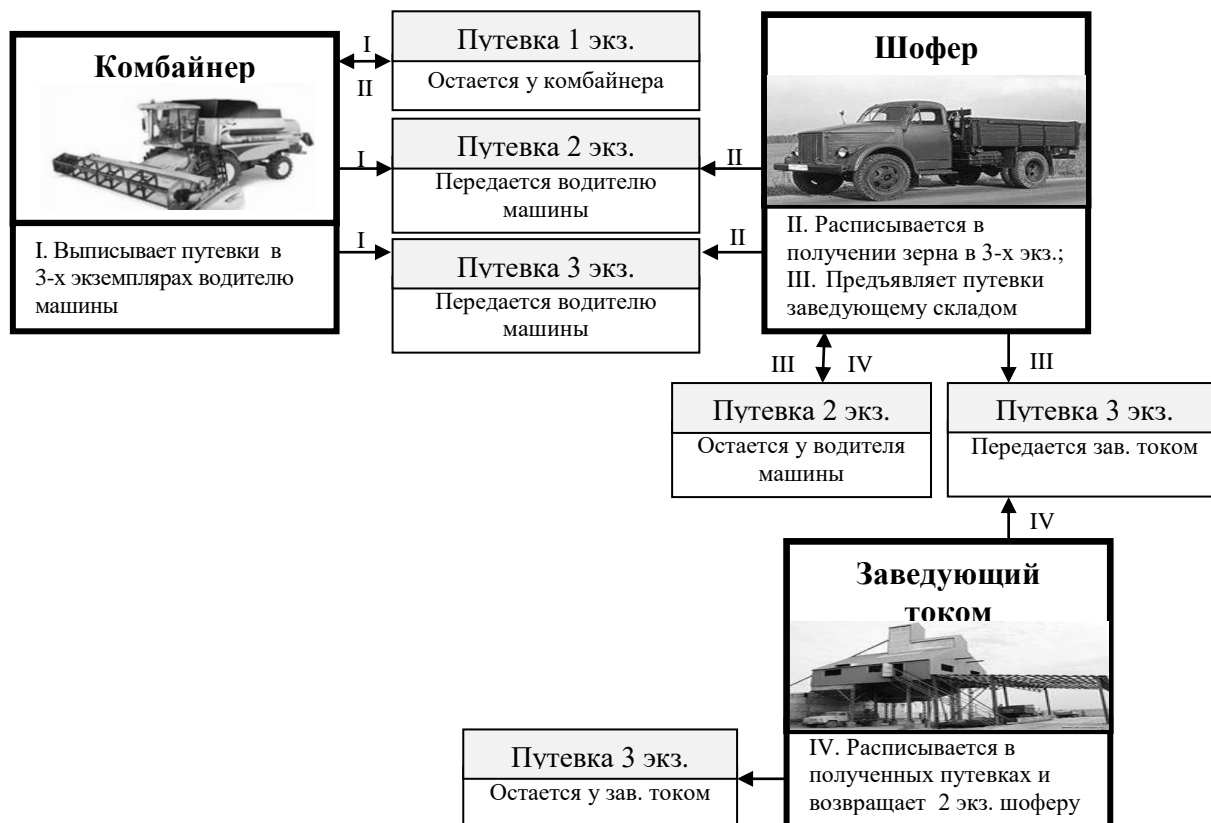 Комбайнер
I. Выписывает путевки в
3-х экземплярах водителю
машины
I
II
Путевка 1 экз.
Остается у комбайнера
I
Путевка 2 экз.
Передается водителю
машины
II
I
Путевка 3 экз.
Передается водителю
машины
II
Шофер
II. Расписывается в
получении зерна в 3-х экз.;
III. Предъявляет путевки
заведующему складом
III
IV
III
Путевка 2 экз.
Остается у водителя
машины
Путевка 3 экз.
Передается зав. током
IV
Заведующий
током
IV. Расписывается в
полученных путевках и
возвращает 2 экз. шоферу
Путевка 3 экз.
Остается у зав. током